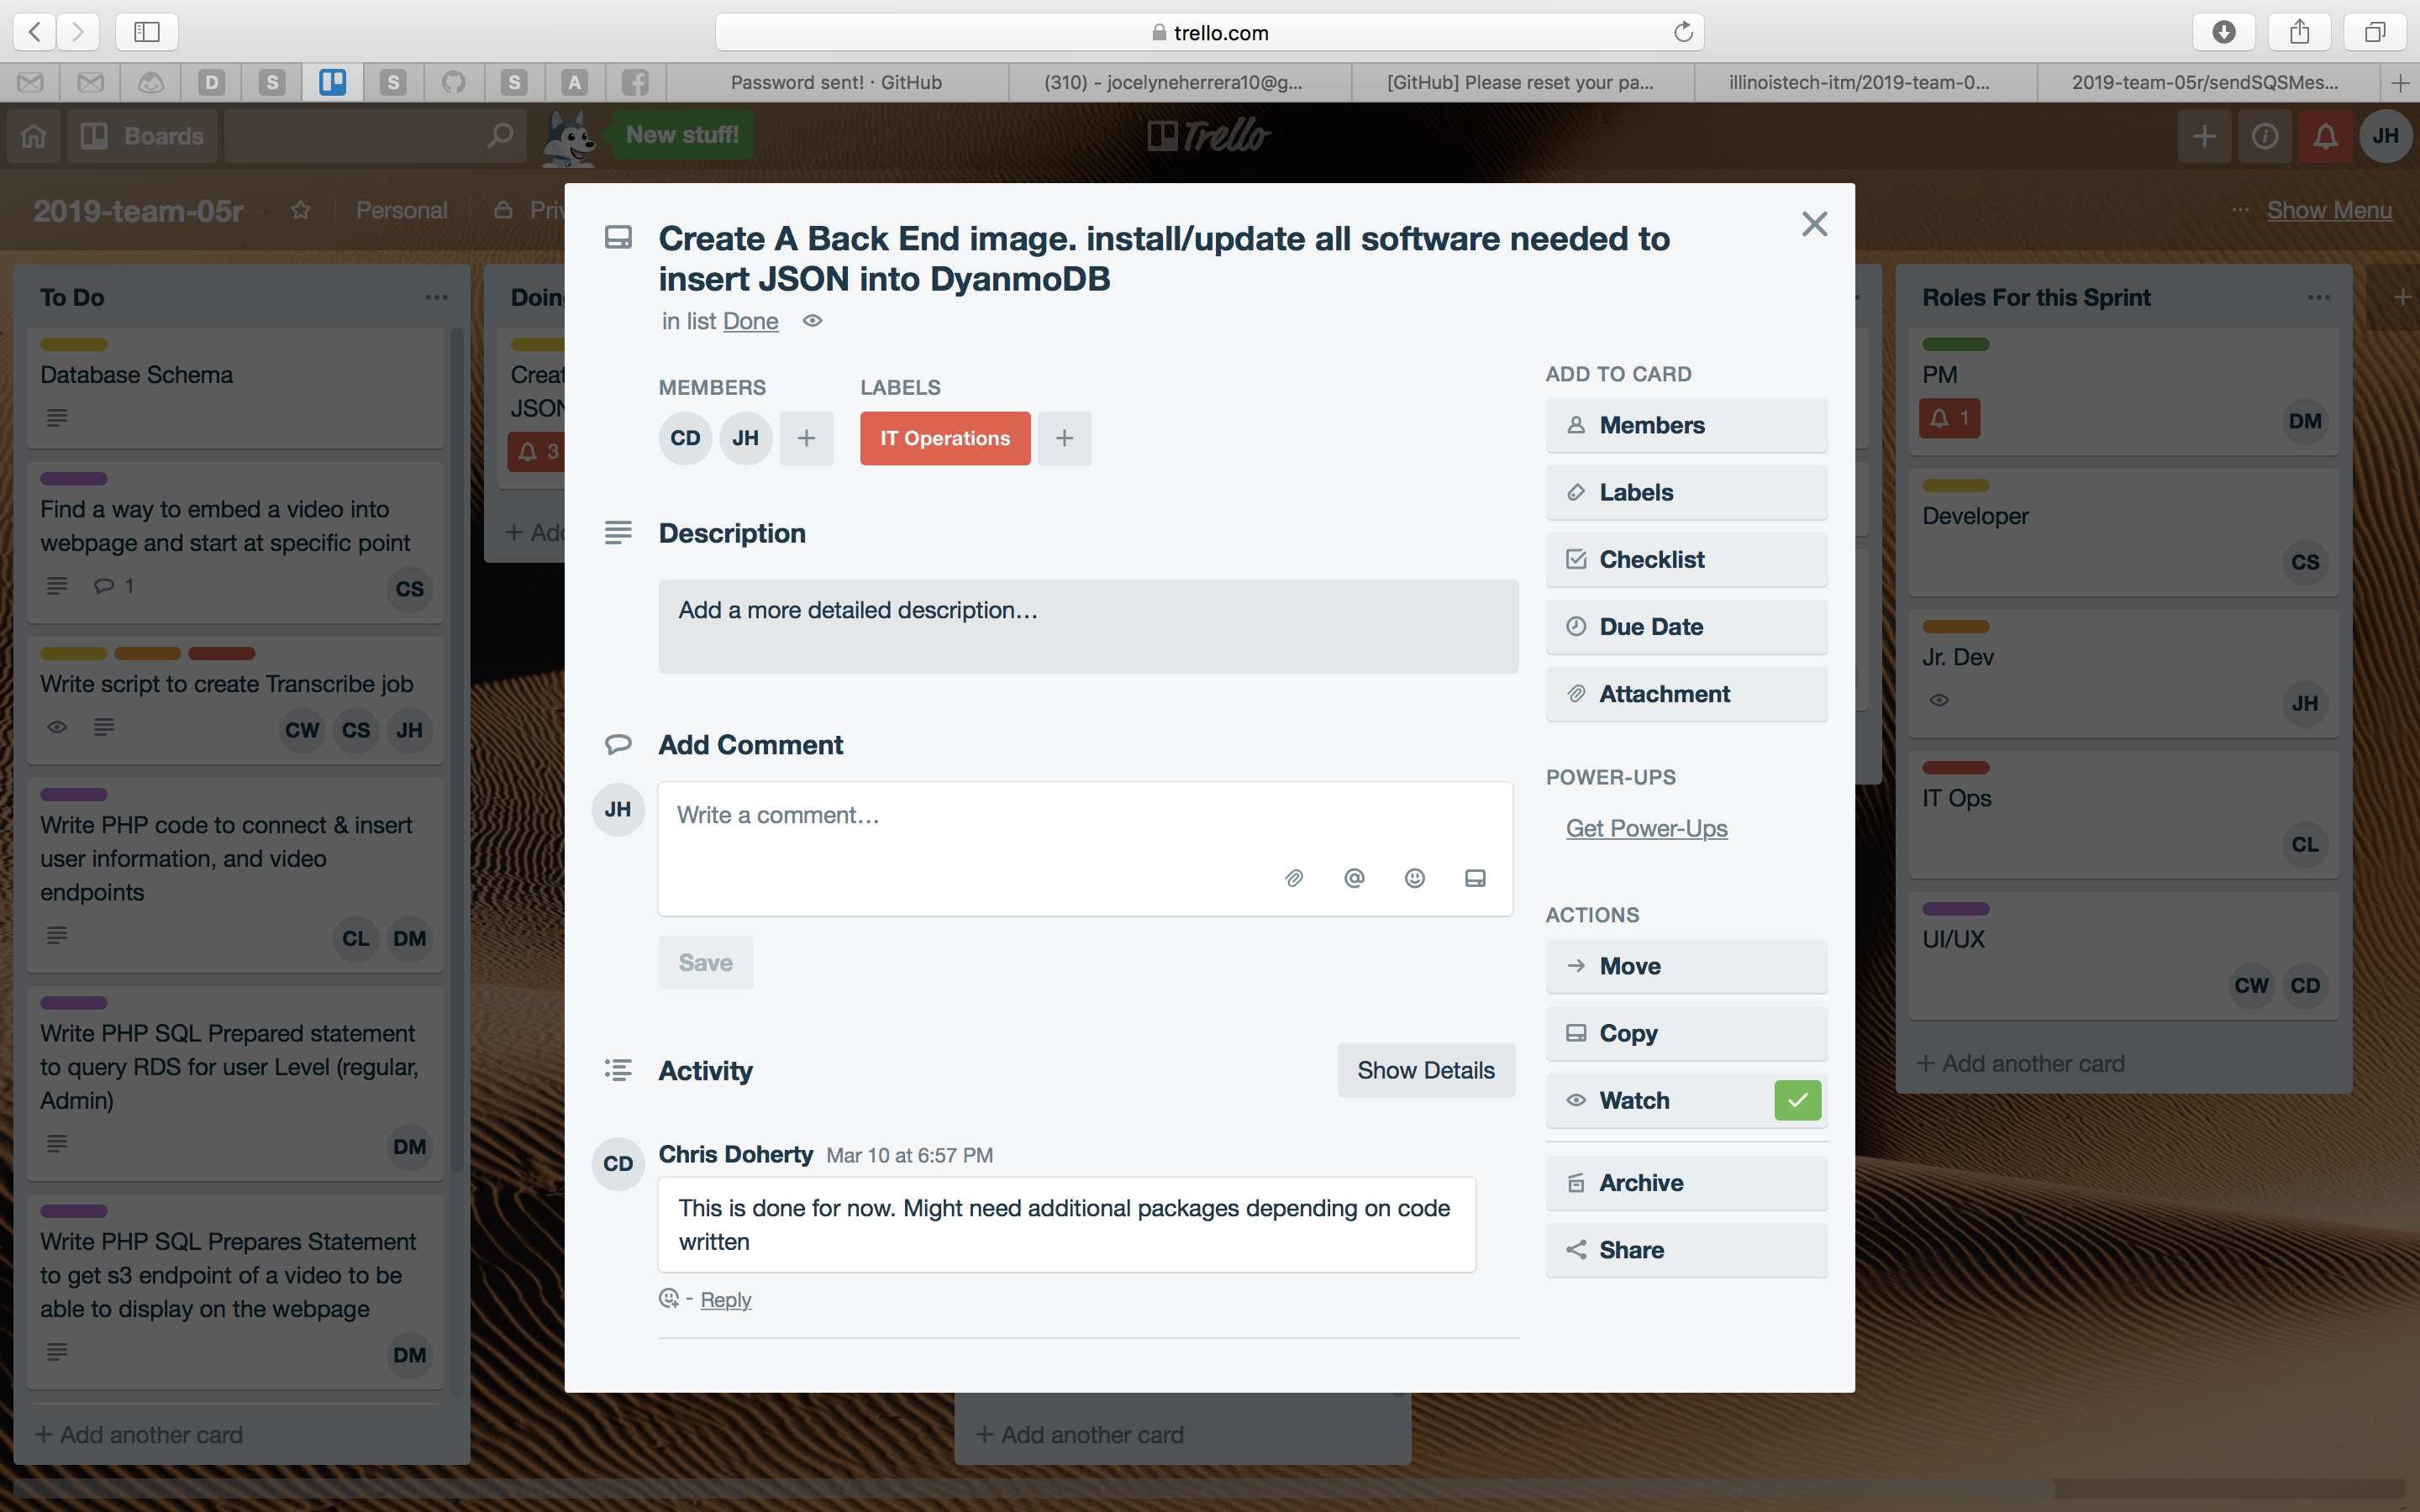 trello.com
D
S
S
S
A
Password sent! · GitHub
(310) - jocelyneherrera10@g...
[GitHub] Please reset your pa...
illinoistech-itm/2019-team-0...
2019-team-05r/sendSQSMes...
Boards
New stuff!
Trello
JH
2019-team-05r
Personal
Show Menu
To Do
Database Schema
Find a way to embed a video into
webpage and start at specific point
1
CS
Write script to create Transcribe job
CW CS JH
Write PHP code to connect & insert
user information, and video
endpoints
CL DM
Write PHP SQL Prepared statement
to query RDS for user Level (regular,
Admin)
DM
Write PHP SQL Prepares Statement
to get s3 endpoint of a video to be
able to display on the webpage
DM
+ Add another card
3
Create A Back End image. install/update all software needed to
insert JSON into DyanmoDB
in list Done
MEMBERS
CD JH +
LABELS
IT Operations +
Description
Add a more detailed description…
Add Comment
JH
Write a comment…
Save
Activity
Show Details
CD
Chris Doherty Mar 10 at 6:57 PM
This is done for now. Might need additional packages depending on code
written
- Reply
ADD TO CARD
Members
Labels
Checklist
Due Date
Attachment
POWER-UPS
Get Power-Ups
ACTIONS
Move
Copy
Watch
Archive
Share
+ Add another card
Roles For this Sprint
PM
1
DM
Developer
CS
Jr. Dev
JH
IT Ops
CL
UI/UX
CW CD
+ Add another card